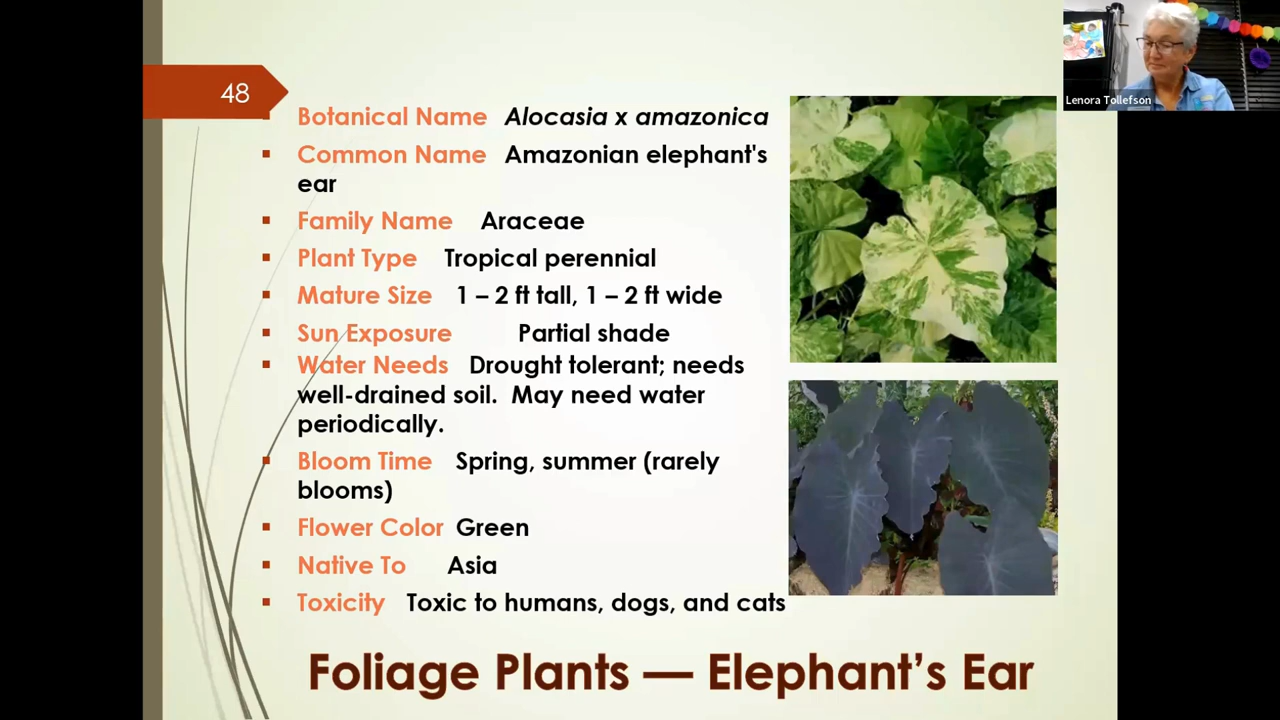 48
Botanical Name Alocasia x amazonica
Common Name Amazonian elephant's
ear
Family Name Araceae
Plant Type Tropical perennial
Mature Size 1 – 2 ft tall, 1 – 2 ft wide
Sun Exposure Partial shade
Water Needs Drought tolerant; needs
well-drained soil. May need water
periodically.
Bloom Time Spring, summer (rarely
blooms)
Flower Color Green
Native To Asia
Toxicity Toxic to humans, dogs, and cats
Foliage Plants — Elephant’s Ear
Lenora Tollefson